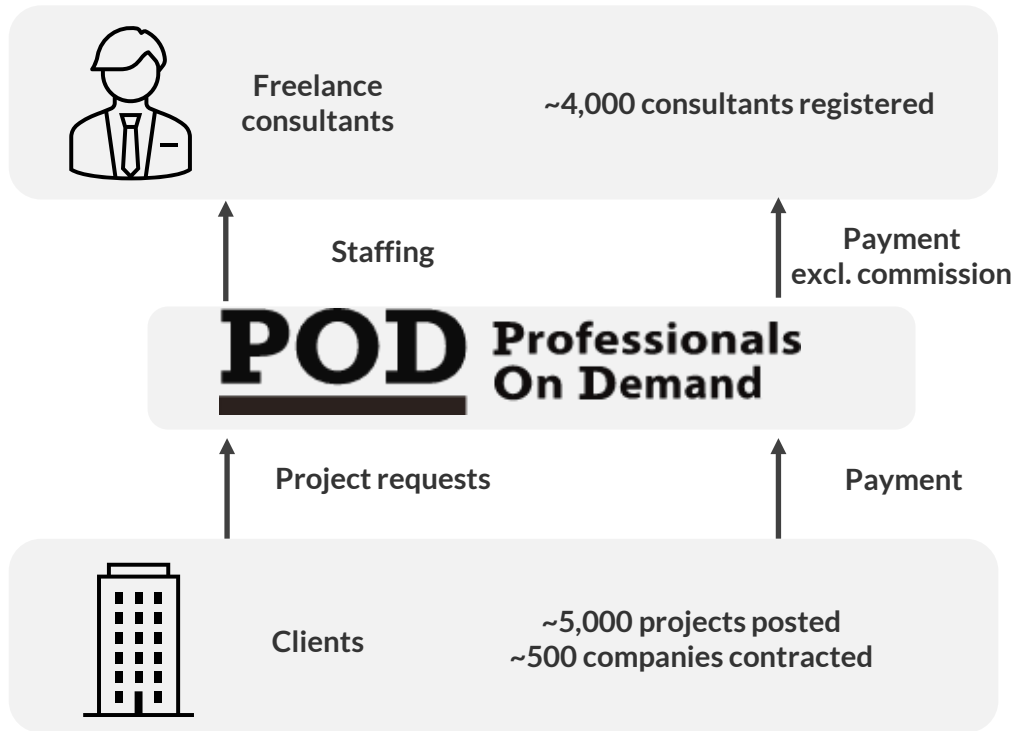 Freelance
consultants
~4,000 consultants registered
Staffing
Payment
excl. commission
POD
Professionals
On Demand
Project requests
Payment
Clients
~5,000 projects posted
~500 companies contracted